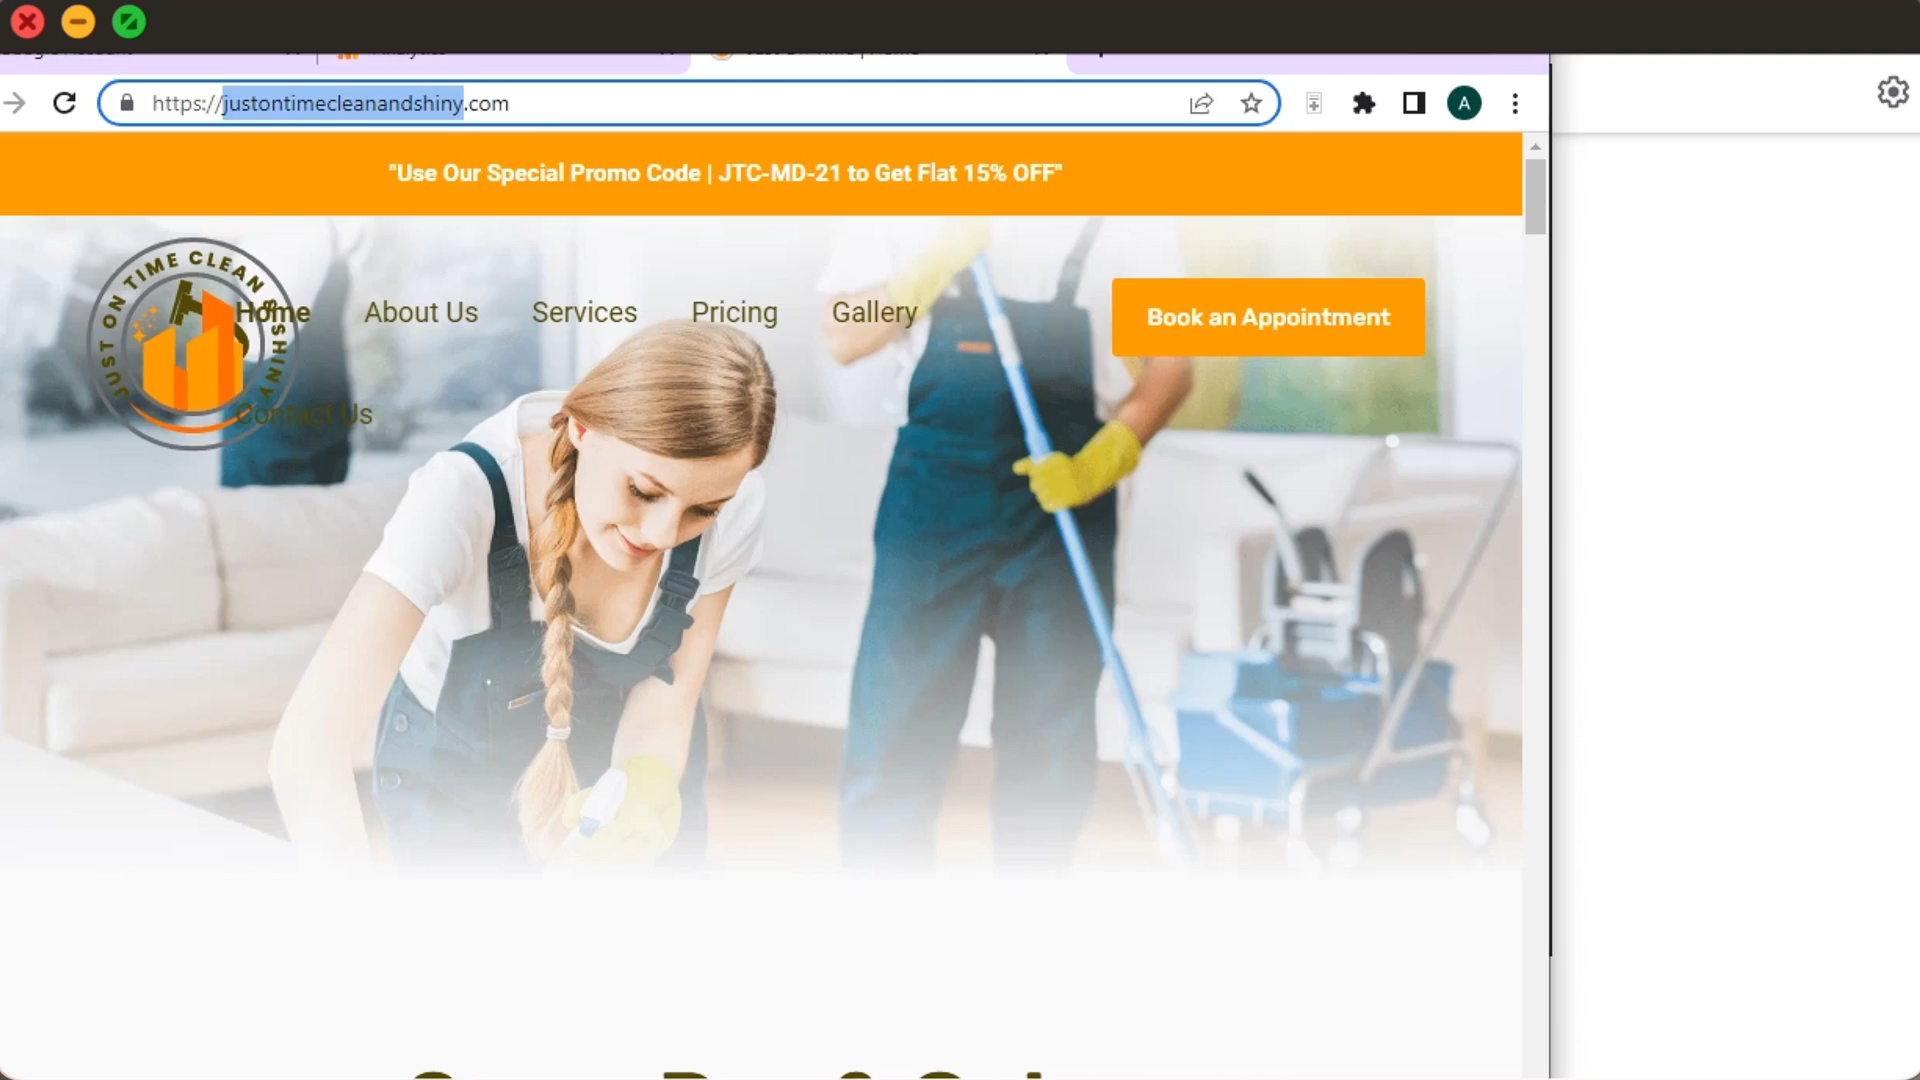 https://justontimecleanandshiny.com
A
"Use Our Special Promo Code | JTC-MD-21 to Get Flat 15% OFF"
JUST ON TIME CLEAN & SHINY
Home
About Us
Services
Pricing
Gallery
Book an Appointment
Contact Us